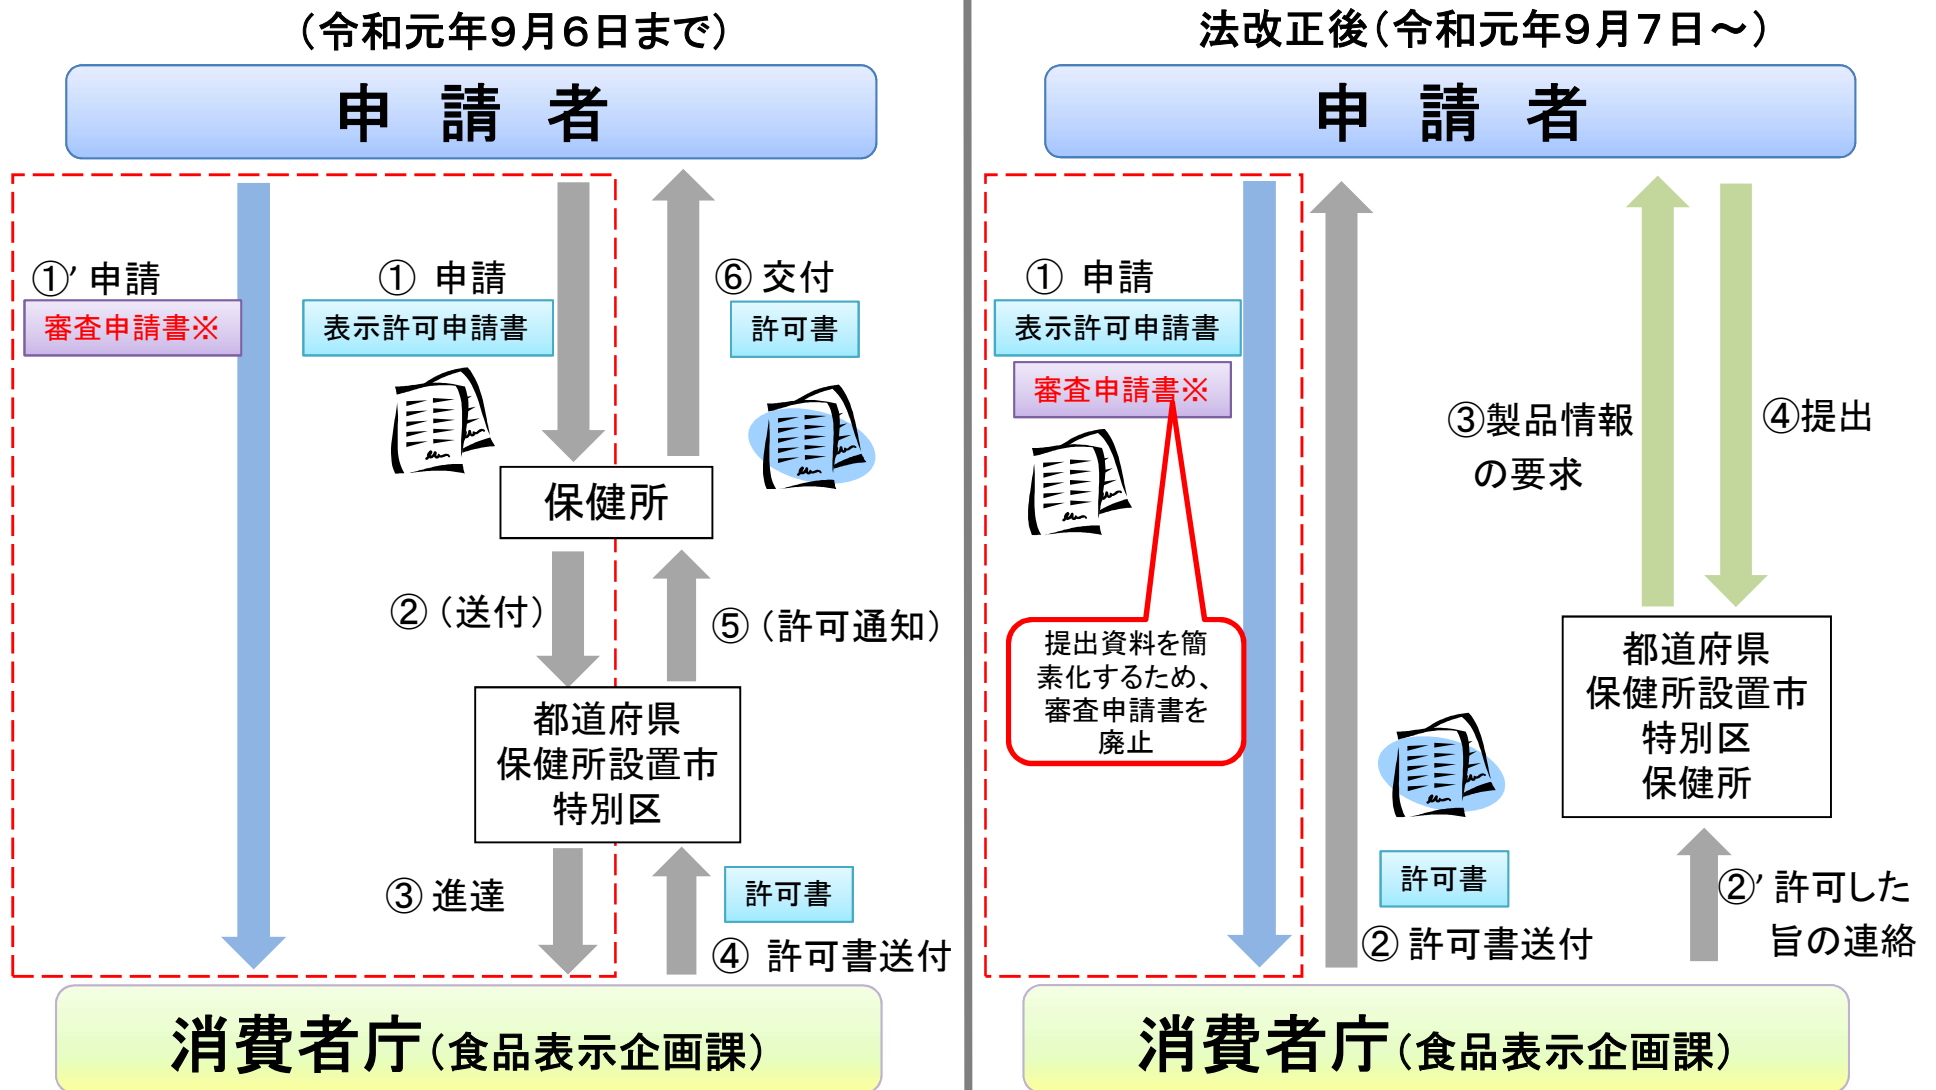 （令和元年９月６日まで）
申　請　者
①’ 申請
審査申請書※
① 申請
表示許可申請書
⑥ 交付
許可書
保健所
②（送付）
⑤（許可通知）
都道府県
保健所設置市
特別区
③ 進達
許可書
④ 許可書送付
消費者庁（食品表示企画課）
法改正後（令和元年９月７日～）
申　請　者
① 申請
表示許可申請書
審査申請書※
提出資料を簡
素化するため、
審査申請書を
廃止
③製品情報
の要求
④提出
都道府県
保健所設置市
特別区
保健所
許可書
② 許可書送付
②’ 許可した
旨の連絡
消費者庁（食品表示企画課）